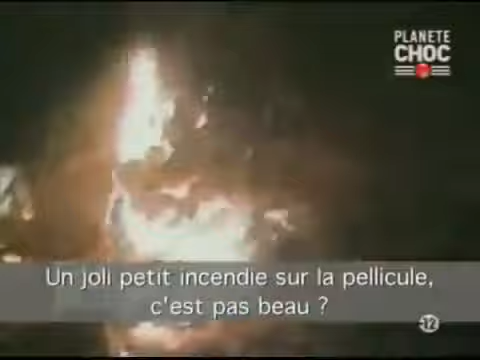 PLANETE
CHOC
Un joli petit incendie sur la pellicule,
c'est pas beau ?
-12